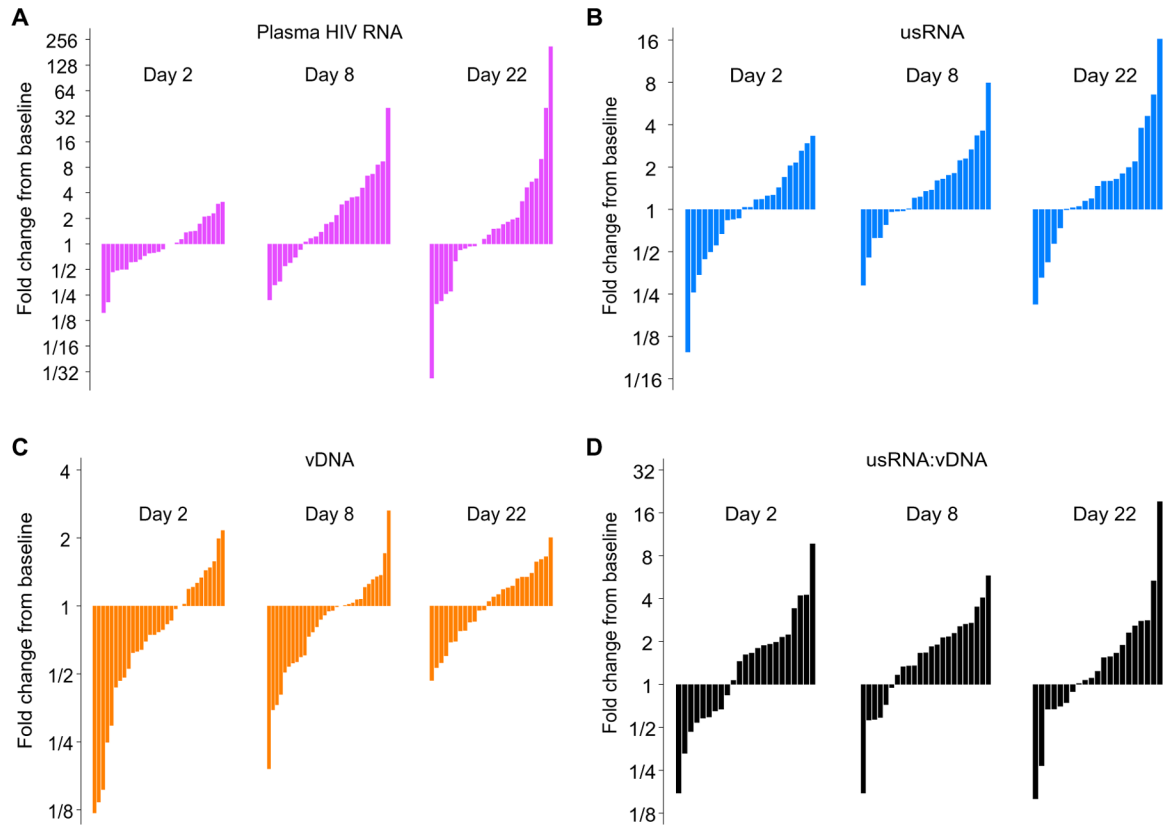 A
Plasma HIV RNA
Fold change from baseline
256
128
64
32
16
8
4
2
1
1/2
1/4
1/8
1/16
1/32
Day 2
Day 8
Day 22
B
usRNA
Fold change from baseline
16
8
4
2
1
1/2
1/4
1/8
1/16
Day 2
Day 8
Day 22
C
vDNA
Fold change from baseline
4
2
1
1/2
1/4
1/8
Day 2
Day 8
Day 22
D
usRNA:vDNA
Fold change from baseline
32
16
8
4
2
1
1/2
1/4
1/8
Day 2
Day 8
Day 22